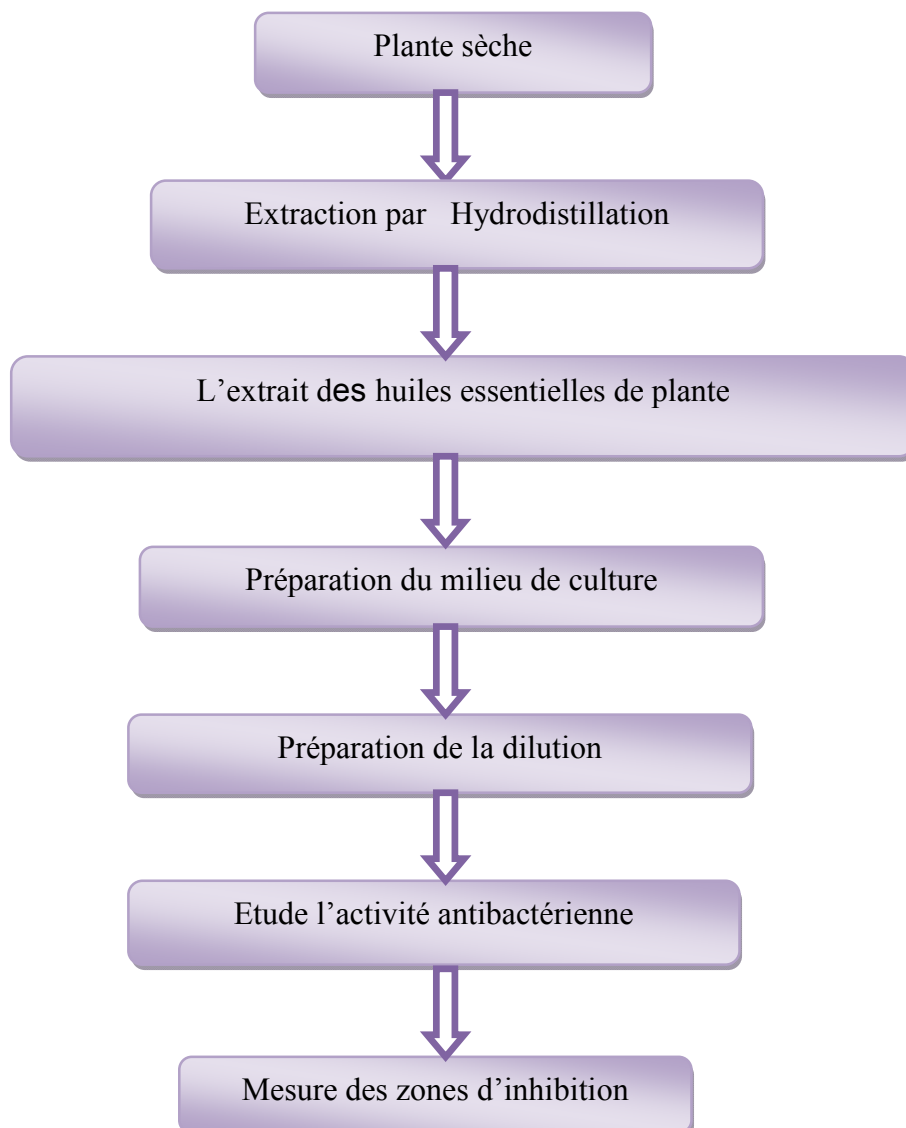 Plante sèche
Extraction par Hydrodistillation
L’extrait des huiles essentielles de plante
Préparation du milieu de culture
Préparation de la dilution
Etude l’activité antibactérienne
Mesure des zones d’inhibition